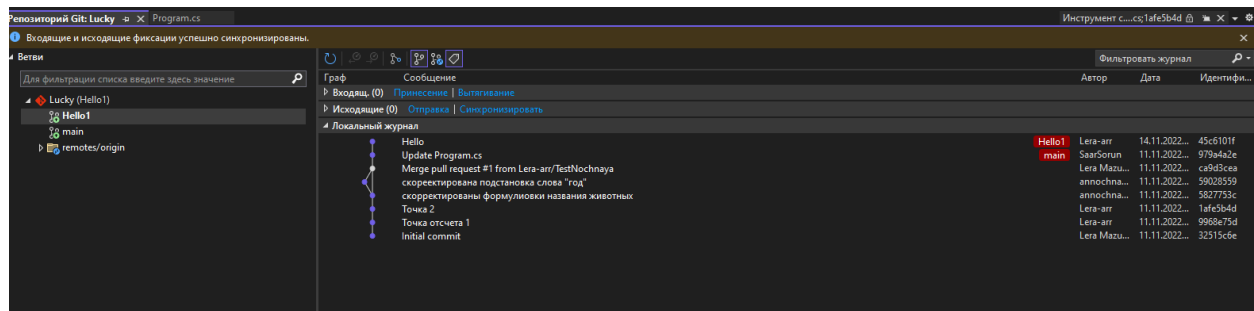 Репозиторий Git: Lucky Program.cs Инструмент с....cs;1afe5b4d
Входящие и исходящие фиксации успешно синхронизированы.
Ветви
Для фильтрации списка введите здесь значение
Фильтровать журнал
Lucky (Hello1)
Hello1
main
remotes/origin
Граф Сообщение Автор Дата Идентифи...
Входящ. (0) Принесение | Вытягивание
Исходящие (0) Отправка | Синхронизировать
Локальный журнал
Hello Hello1 Lera-arr 14.11.2022... 45c6101f
Update Program.cs main SaarSorun 11.11.2022... 979a4a2e
Merge pull request #1 from Lera-arr/TestNochnaya Lera Mazu... 11.11.2022... ca9d3cea
скореектирована подстановка слова "год" annochna... 11.11.2022... 59028559
скорректированы формулиовки названия животных annochna... 11.11.2022... 5827753c
Точка 2 Lera-arr 11.11.2022... 1afe5b4d
Точка отсчета 1 Lera-arr 11.11.2022... 9968e75d
Initial commit Lera Mazu... 11.11.2022... 32515c6e